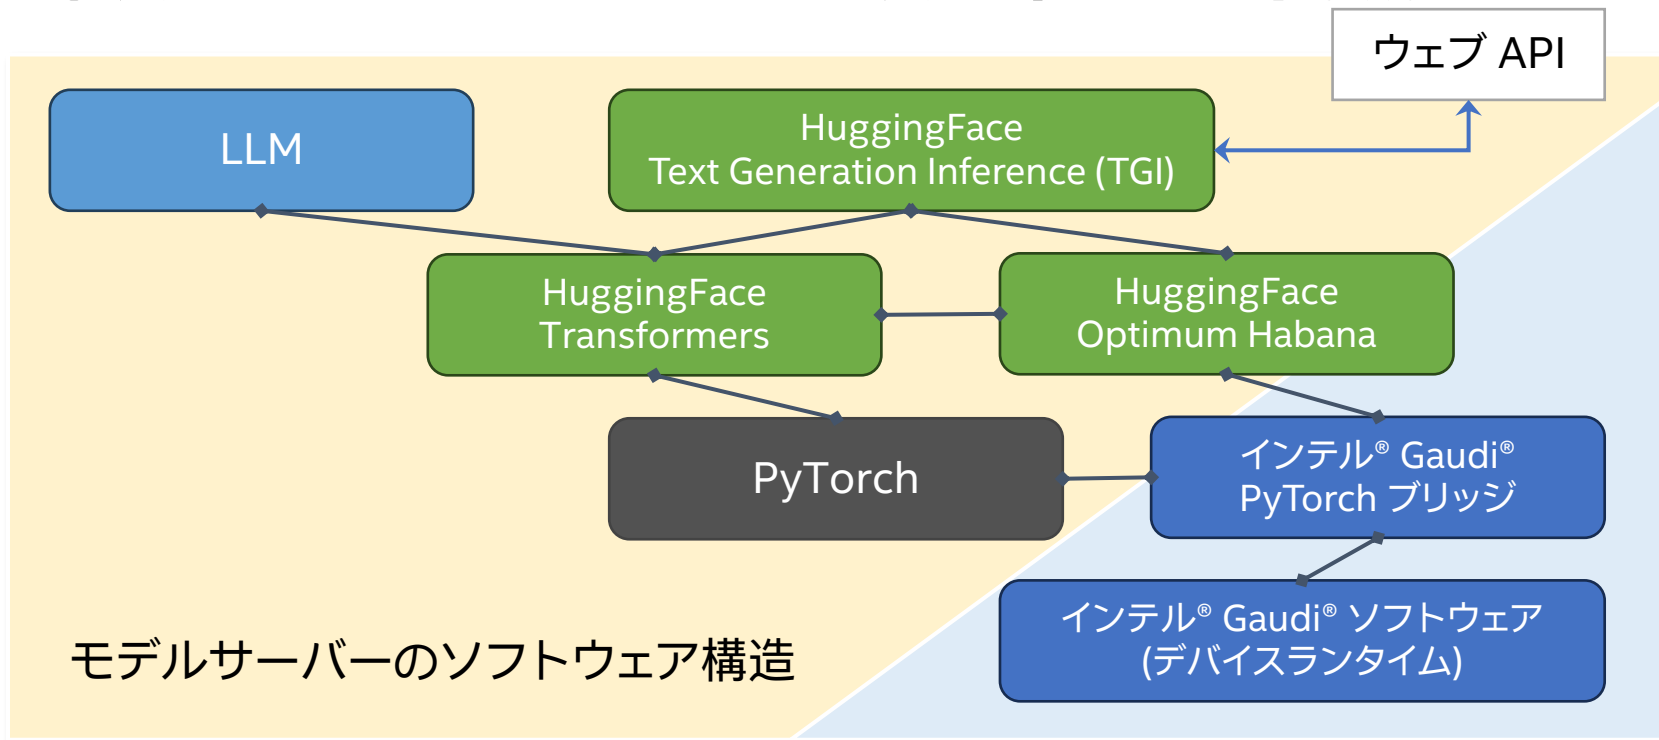 ウェブ API
LLM
HuggingFace
Text Generation Inference (TGI)
HuggingFace
Transformers
HuggingFace
Optimum Habana
PyTorch
インテル® Gaudi®
PyTorch ブリッジ
インテル® Gaudi® ソフトウェア
(デバイスランタイム)
モデルサーバーのソフトウェア構造